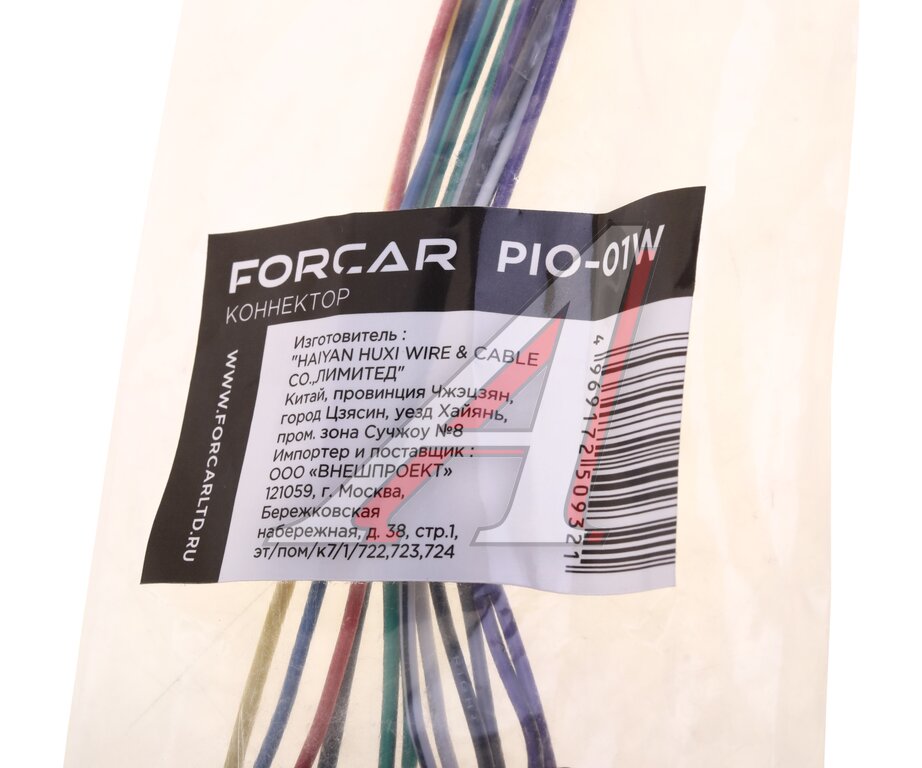 FORCAR PIO-01W
КОННЕКТОР
WWW.FORCARLTD.RU
Изготовитель :
"HAIYAN HUXI WIRE & CABLE
CO.,ЛИМИТЕД"
Китай, провинция Чжэцзян,
город Цзясин, уезд Хайянь,
пром. зона Сучжоу №8
Импортер и поставщик :
ООО «ВНЕШПРОЕКТ»
121059, г. Москва,
Бережковская
набережная, д. 38, стр.1,
эт/пом/к7/1/722,723,724
4 969172 509321